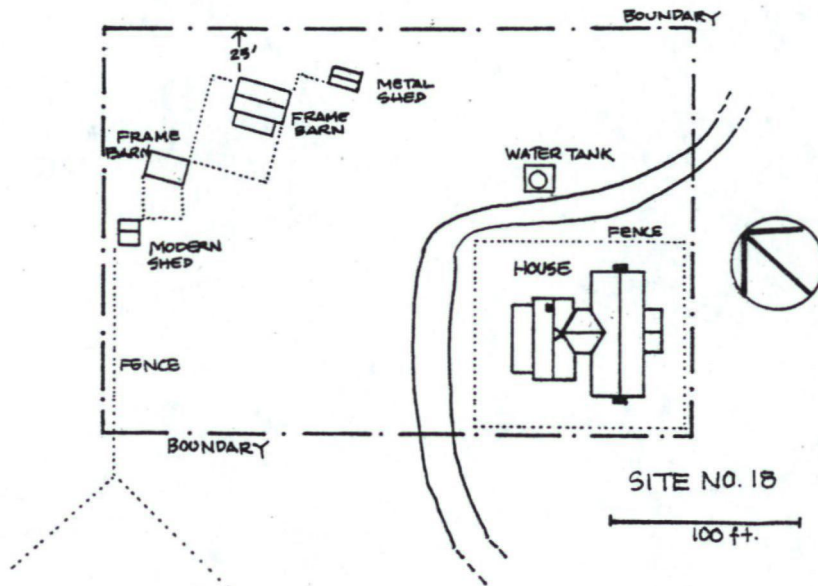 BOUNDARY
25'
METAL
SHED
FRAME
BARN
FRAME
BARN
WATER TANK
FENCE
MODERN
SHED
HOUSE
FENCE
BOUNDARY
SITE NO. 18
100 ft.